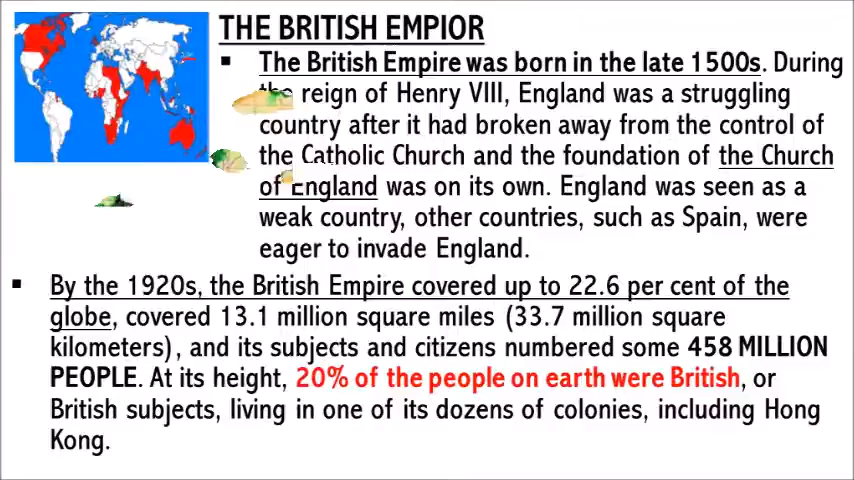 THE BRITISH EMPIOR
▪ The British Empire was born in the late 1500s. During
the reign of Henry VIII, England was a struggling
country after it had broken away from the control of
the Catholic Church and the foundation of the Church
of England was on its own. England was seen as a
weak country, other countries, such as Spain, were
eager to invade England.
▪ By the 1920s, the British Empire covered up to 22.6 per cent of the
globe, covered 13.1 million square miles (33.7 million square
kilometers), and its subjects and citizens numbered some 458 MILLION
PEOPLE. At its height, 20% of the people on earth were British, or
British subjects, living in one of its dozens of colonies, including Hong
Kong.